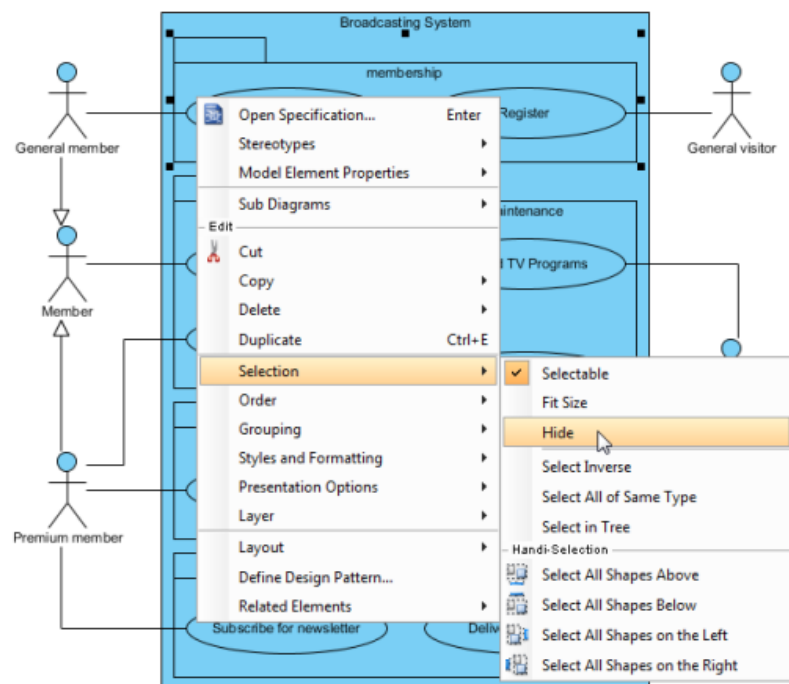 Broadcasting System
membership
Register
General member
General visitor
Open Specification... Enter
Stereotypes
Model Element Properties
Sub Diagrams
Edit
Cut
Copy
Delete
Duplicate Ctrl+E
Selection
Order
Grouping
Styles and Formatting
Presentation Options
Layer
Layout
Define Design Pattern...
Related Elements
TV Programs
Member
Selectable
Fit Size
Hide
Select Inverse
Select All of Same Type
Select in Tree
Handi-Selection
Select All Shapes Above
Select All Shapes Below
Select All Shapes on the Left
Select All Shapes on the Right
Premium member
Subscribe for newsletter